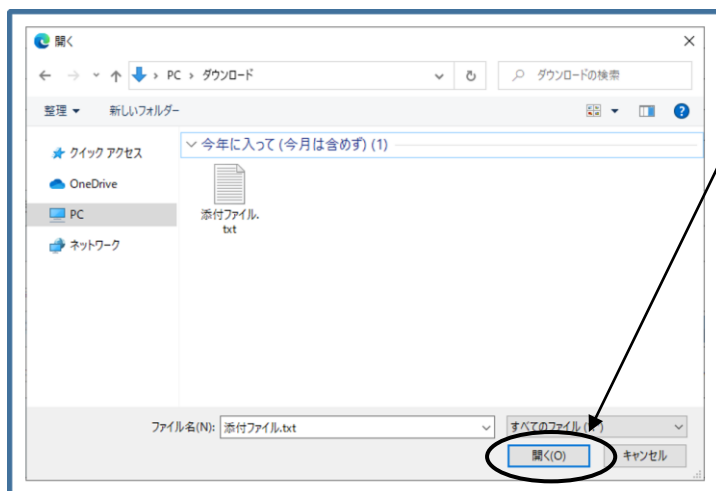 開く
PC › ダウンロード
ダウンロードの検索
整理 新しいフォルダー
クイック アクセス
OneDrive
PC
ネットワーク
今年に入って (今月は含めず) (1)
添付ファイル.
txt
ファイル名(N): 添付ファイル.txt
すべてのファイル (
開く(O) キャンセル